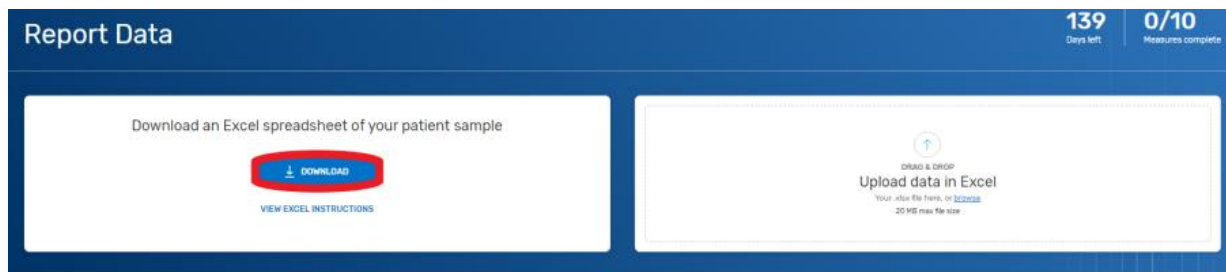 Report Data
139
Days left
0/10
Measures complete
Download an Excel spreadsheet of your patient sample
DOWNLOAD
VIEW EXCEL INSTRUCTIONS
DRAG & DROP
Upload data in Excel
Your .xlsx file here, or browse
20 MB max file size